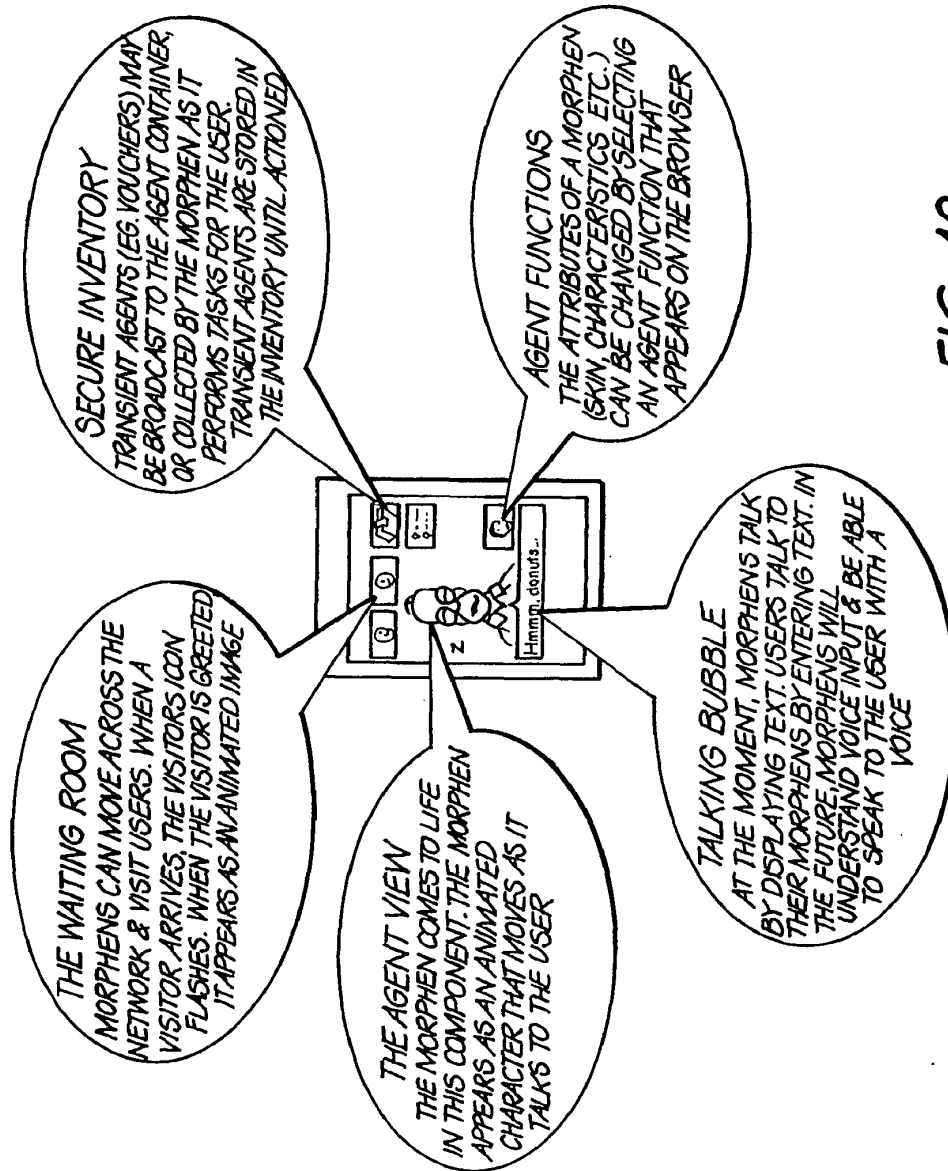 THE WAITING ROOM
MORPHENS CAN MOVE ACROSS THE
NETWORK & VISIT USERS. WHEN A
VISITOR ARRIVES, THE VISITORS ICON
FLASHES. WHEN THE VISITOR IS GREETED
IT APPEARS AS AN ANIMATED IMAGE
SECURE INVENTORY
TRANSIENT AGENTS (EG. VOUCHERS) MAY
BE BROADCAST TO THE AGENT CONTAINER,
OR COLLECTED BY THE MORPHEN AS IT
PERFORMS TASKS FOR THE USER.
TRANSIENT AGENTS ARE STORED IN
THE INVENTORY UNTIL ACTIONED
THE AGENT VIEW
THE MORPHEN COMES TO LIFE
IN THIS COMPONENT. THE MORPHEN
APPEARS AS AN ANIMATED
CHARACTER THAT MOVES AS IT
TALKS TO THE USER
z
Hmmm, donuts...
AGENT FUNCTIONS
THE ATTRIBUTES OF A MORPHEN
(SKIN, CHARACTERISTICS ETC.)
CAN BE CHANGED BY SELECTING
AN AGENT FUNCTION THAT
APPEARS ON THE BROWSER
TALKING BUBBLE
AT THE MOMENT, MORPHENS TALK
BY DISPLAYING TEXT. USERS TALK TO
THEIR MORPHENS BY ENTERING TEXT. IN
THE FUTURE, MORPHENS WILL
UNDERSTAND VOICE INPUT & BE ABLE
TO SPEAK TO THE USER WITH A
VOICE
FIG.